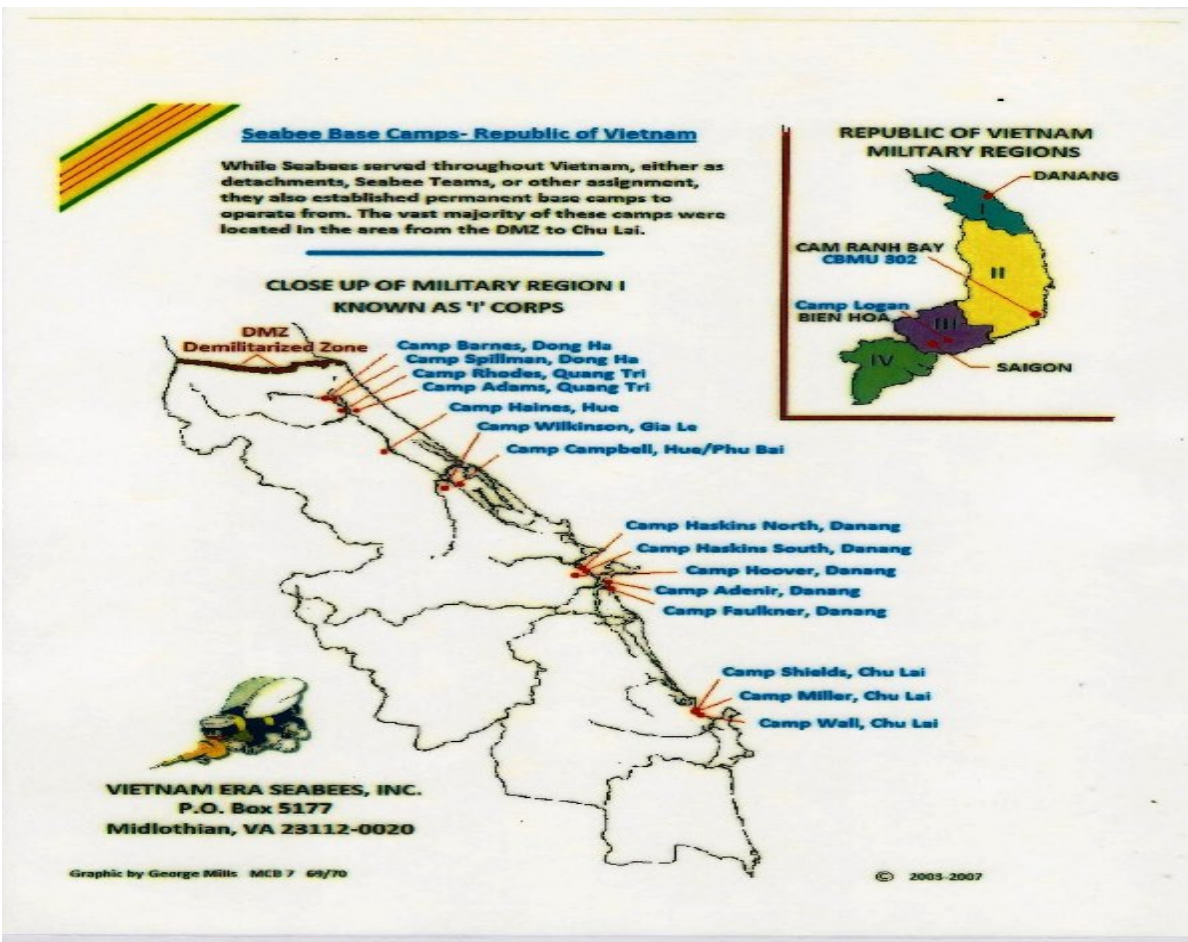 Seabee Base Camps- Republic of Vietnam
While Seabees served throughout Vietnam, either as
detachments, Seabee Teams, or other assignment,
they also established permanent base camps to
operate from. The vast majority of these camps were
located in the area from the DMZ to Chu Lai.
CLOSE UP OF MILITARY REGION I
KNOWN AS 'I' CORPS
DMZ
Demilitarized Zone
Camp Barnes, Dong Ha
Camp Spillman, Dong Ha
Camp Rhodes, Quang Tri
Camp Adams, Quang Tri
Camp Haines, Hue
Camp Wilkinson, Gia Le
Camp Campbell, Hue/Phu Bai
Camp Haskins North, Danang
Camp Haskins South, Danang
Camp Hoover, Danang
Camp Adenir, Danang
Camp Faulkner, Danang
Camp Shields, Chu Lai
Camp Miller, Chu Lai
Camp Wall, Chu Lai
REPUBLIC OF VIETNAM
MILITARY REGIONS
DANANG
I
CAM RANH BAY
CBMU 302
II
Camp Logan
BIEN HOA
III
IV
SAIGON
VIETNAM ERA SEABEES, INC.
P.O. Box 5177
Midlothian, VA 23112-0020
Graphic by George Mills MCB 7 69/70
© 2003-2007